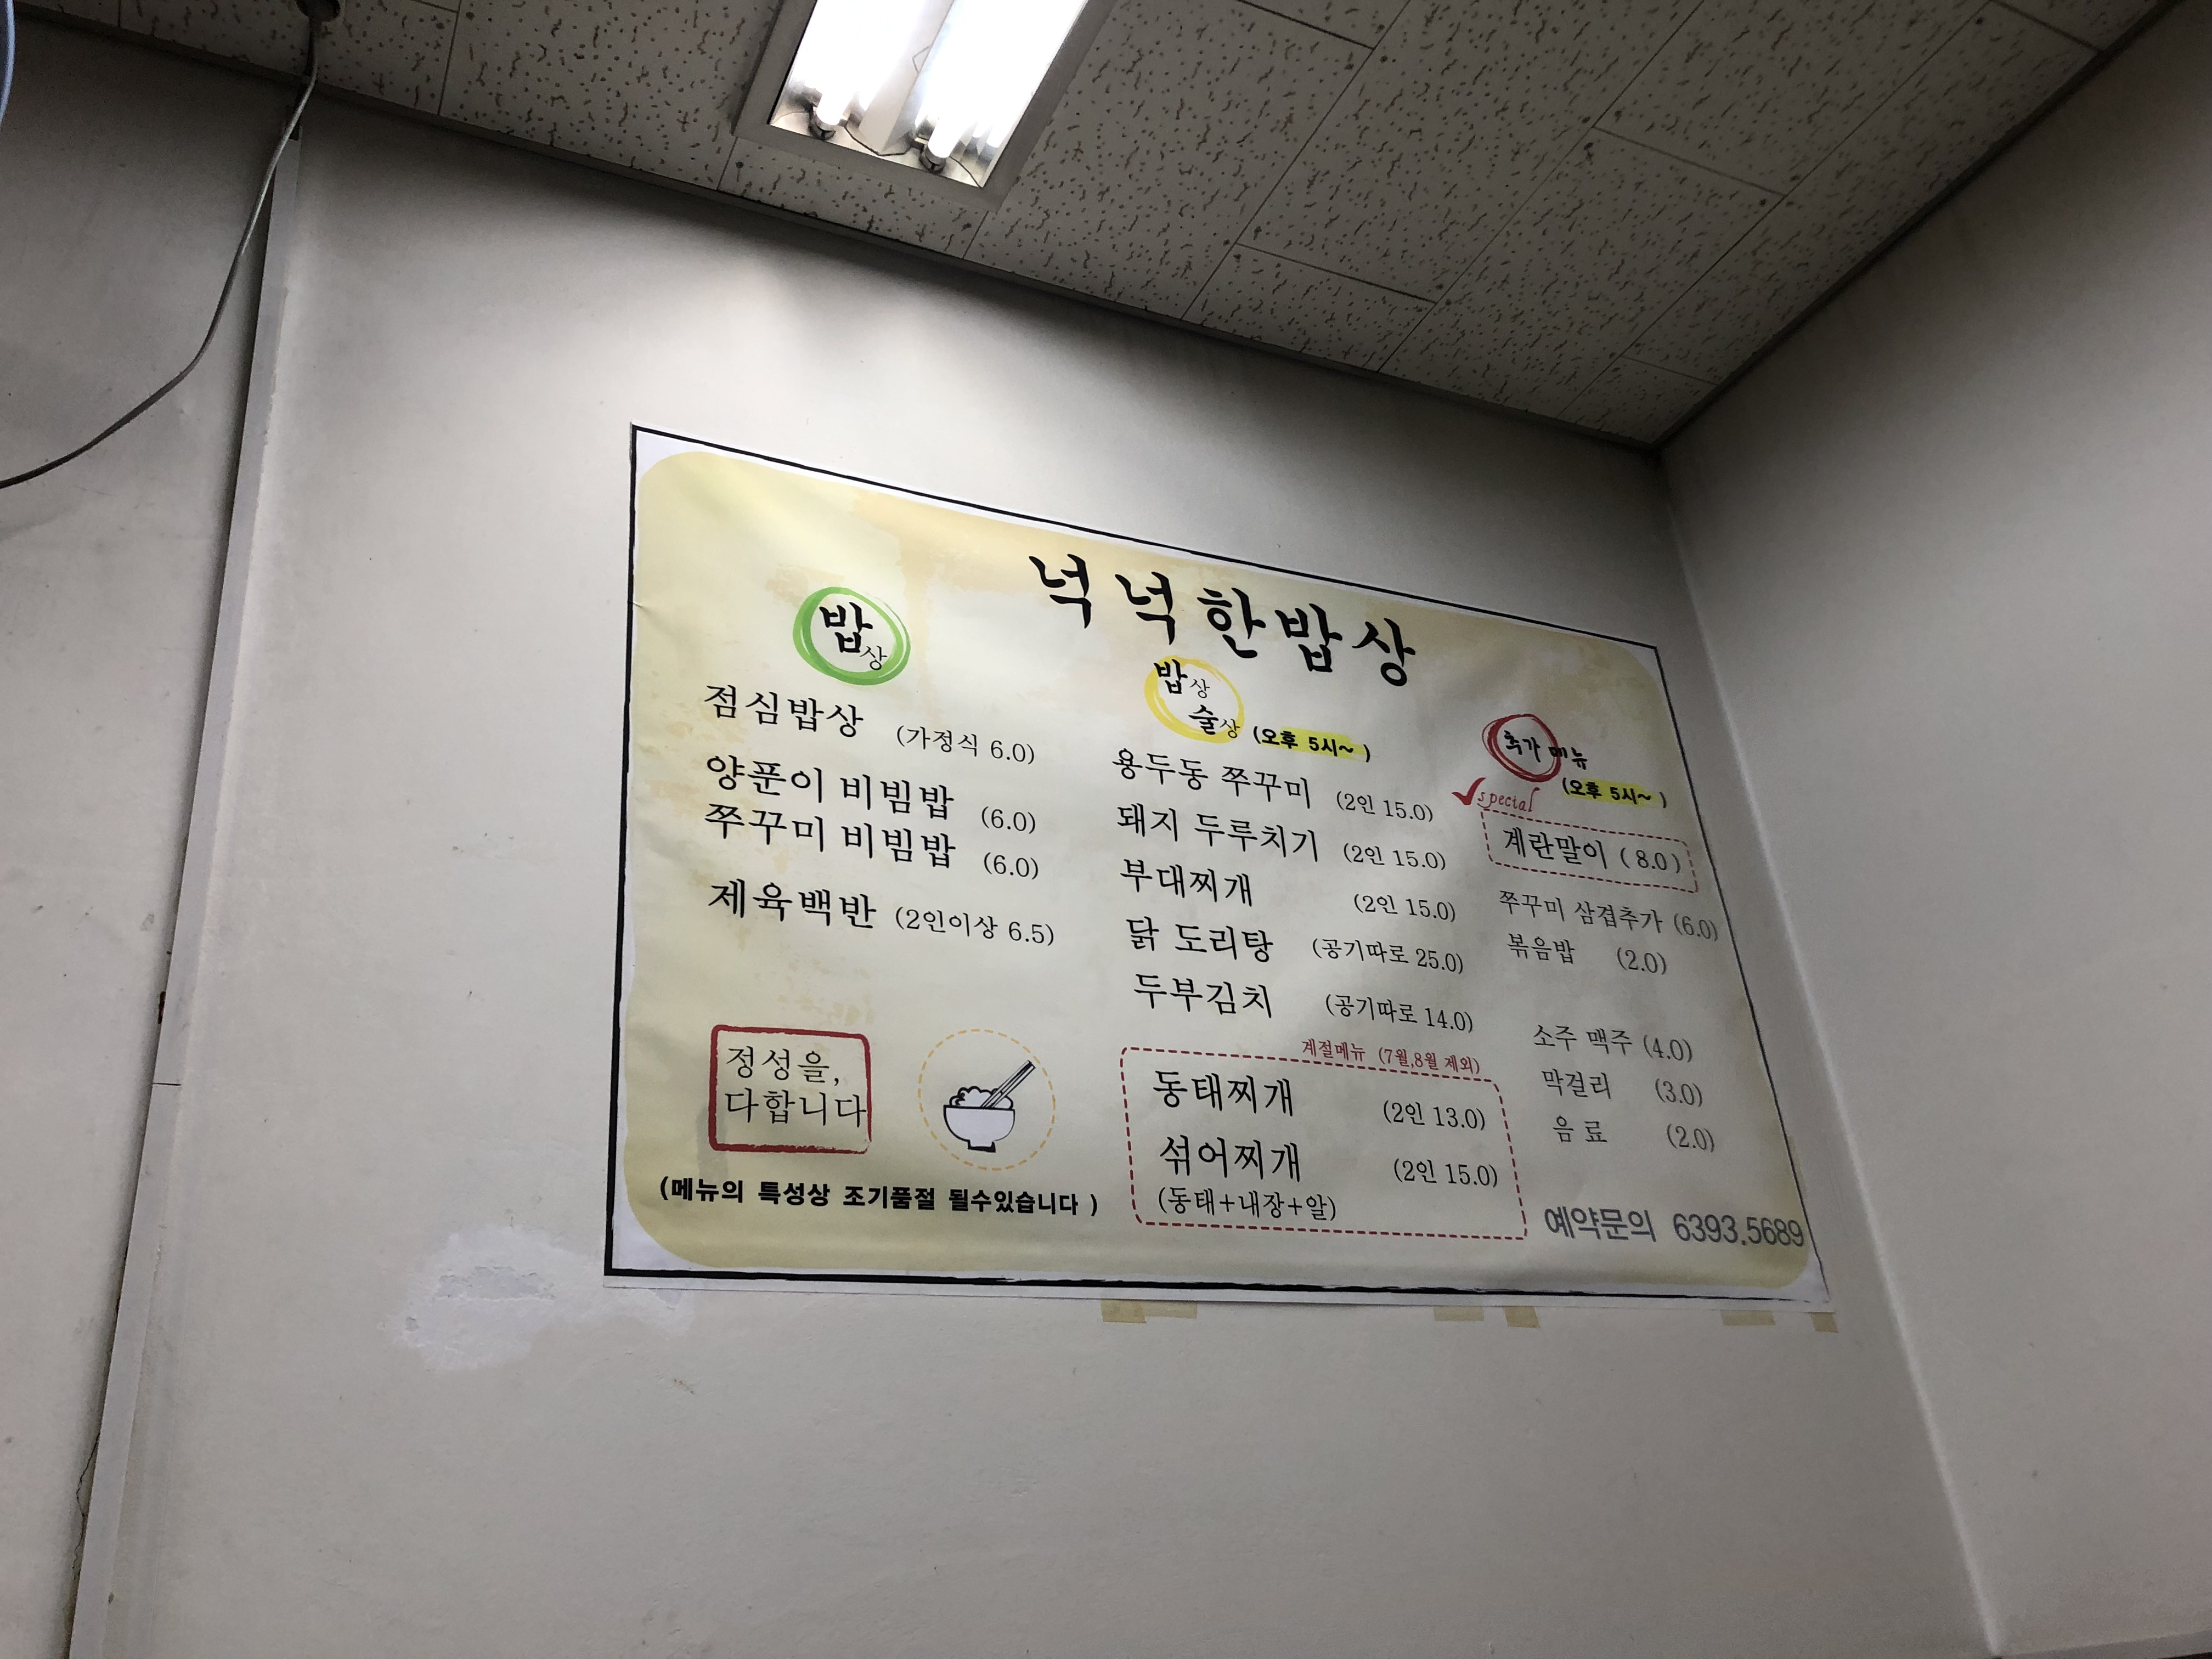 넉넉한밥상
밥상
점심밥상 (가정식 6.0)
양푼이 비빔밥 (6.0)
쭈꾸미 비빔밥 (6.0)
제육백반 (2인이상 6.5)
정성을,
다합니다
(메뉴의 특성상 조기품절 될수있습니다 )
밥상
술상 (오후 5시~ )
용두동 쭈꾸미 (2인 15.0)
돼지 두루치기 (2인 15.0)
부대찌개 (2인 15.0)
닭 도리탕 (공기따로 25.0)
두부김치 (공기따로 14.0)
계절메뉴 (7월,8월 제외)
동태찌개 (2인 13.0)
섞어찌개 (2인 15.0)
(동태+내장+알)
추가 메뉴
(오후 5시~ )
special
계란말이 ( 8.0 )
쭈꾸미 삼겹추가 (6.0)
볶음밥 (2.0)
소주 맥주 (4.0)
막걸리 (3.0)
음 료 (2.0)
예약문의 6393.5689